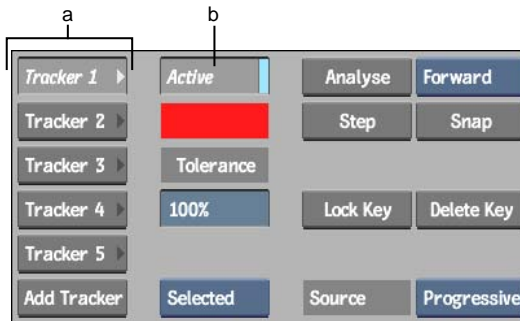 a b
Tracker 1 Active Analyse Forward
Tracker 2 Step Snap
Tracker 3 Tolerance
Tracker 4 100% Lock Key Delete Key
Tracker 5
Add Tracker Selected Source Progressive